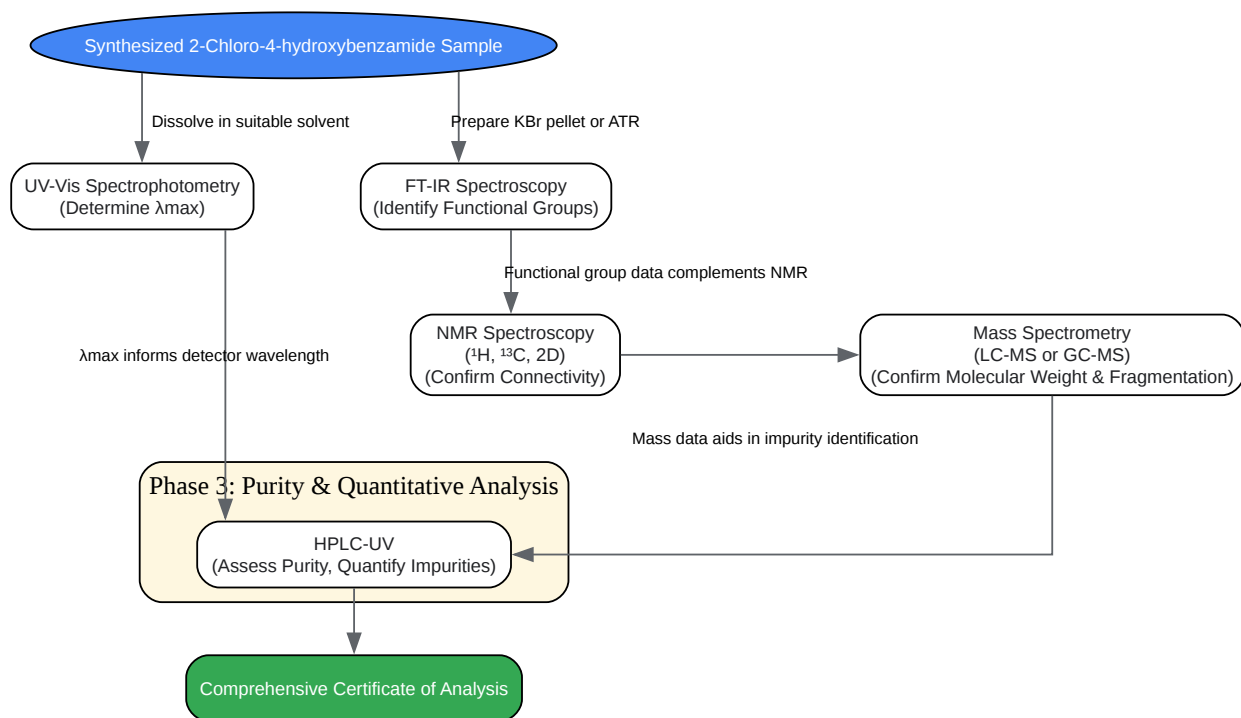 Synthesized 2-Chloro-4-hydroxybenzamide Sample
Dissolve in suitable solvent
Prepare KBr pellet or ATR
UV-Vis Spectrophotometry
(Determine λmax)
FT-IR Spectroscopy
(Identify Functional Groups)
Functional group data complements NMR
NMR Spectroscopy
(¹H, ¹³C, 2D)
(Confirm Connectivity)
Mass Spectrometry
(LC-MS or GC-MS)
(Confirm Molecular Weight & Fragmentation)
λmax informs detector wavelength
Mass data aids in impurity identification
Phase 3: Purity & Quantitative Analysis
HPLC-UV
(Assess Purity, Quantify Impurities)
Comprehensive Certificate of Analysis